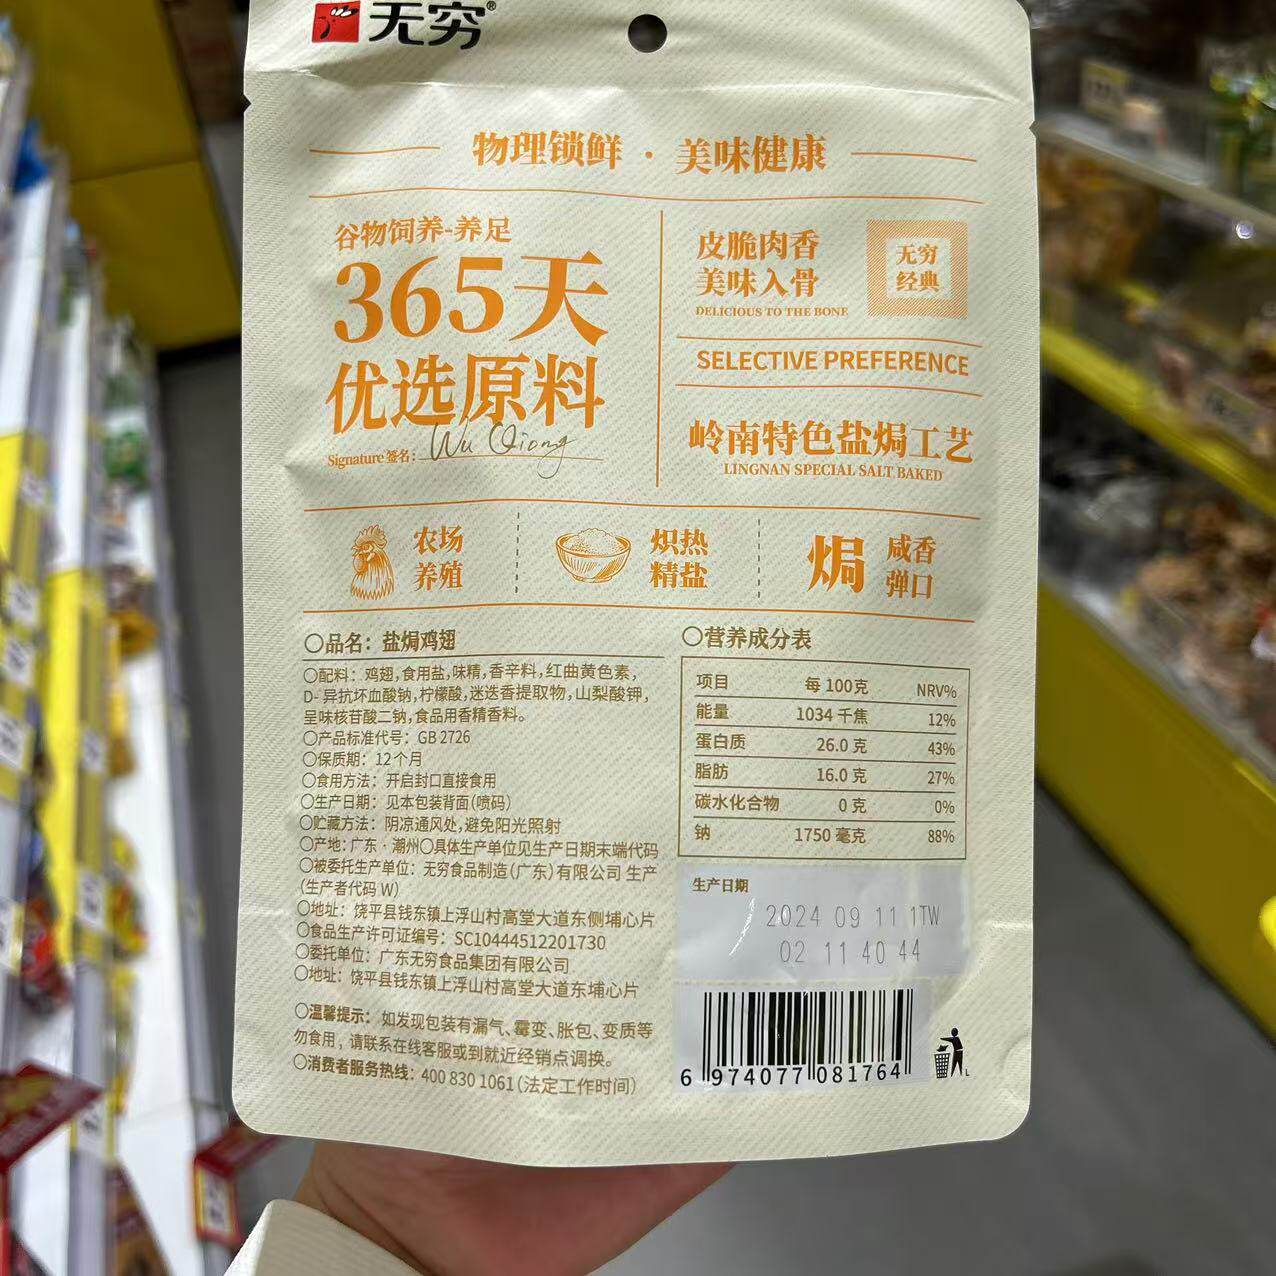 无穷®
物理锁鲜 · 美味健康
谷物饲养-养足
365天
优选原料
Signature签名: Wu Qiong
皮脆肉香
美味入骨
DELICIOUS TO THE BONE
无穷
经典
SELECTIVE PREFERENCE
岭南特色盐焗工艺
LINGNAN SPECIAL SALT BAKED
农场
养殖
炽热
精盐
焗
咸香
弹口
〇品名：盐焗鸡翅
〇配料：鸡翅,食用盐,味精,香辛料,红曲黄色素,
D-异抗坏血酸钠,柠檬酸,迷迭香提取物,山梨酸钾,
呈味核苷酸二钠,食品用香精香料。
〇产品标准代号：GB 2726
〇保质期：12个月
〇食用方法：开启封口直接食用
〇生产日期：见本包装背面(喷码)
〇贮藏方法：阴凉通风处,避免阳光照射
〇产地:广东·潮州〇具体生产单位见生产日期末端代码
〇被委托生产单位：无穷食品制造(广东)有限公司 生产
(生产者代码 W)
〇地址：饶平县钱东镇上浮山村高堂大道东侧埔心片
〇食品生产许可证编号：SC10444512201730
〇委托单位：广东无穷食品集团有限公司
〇地址：饶平县钱东镇上浮山村高堂大道东埔心片
〇温馨提示：如发现包装有漏气、霉变、胀包、变质等
勿食用，请联系在线客服或到就近经销点调换。
〇消费者服务热线：400 830 1061(法定工作时间)
〇营养成分表
项目 每 100克 NRV%
能量 1034 千焦 12%
蛋白质 26.0 克 43%
脂肪 16.0 克 27%
碳水化合物 0 克 0%
钠 1750 毫克 88%
生产日期
2024 09 11 1TW
02 11 40 44
6 974077 081764
L